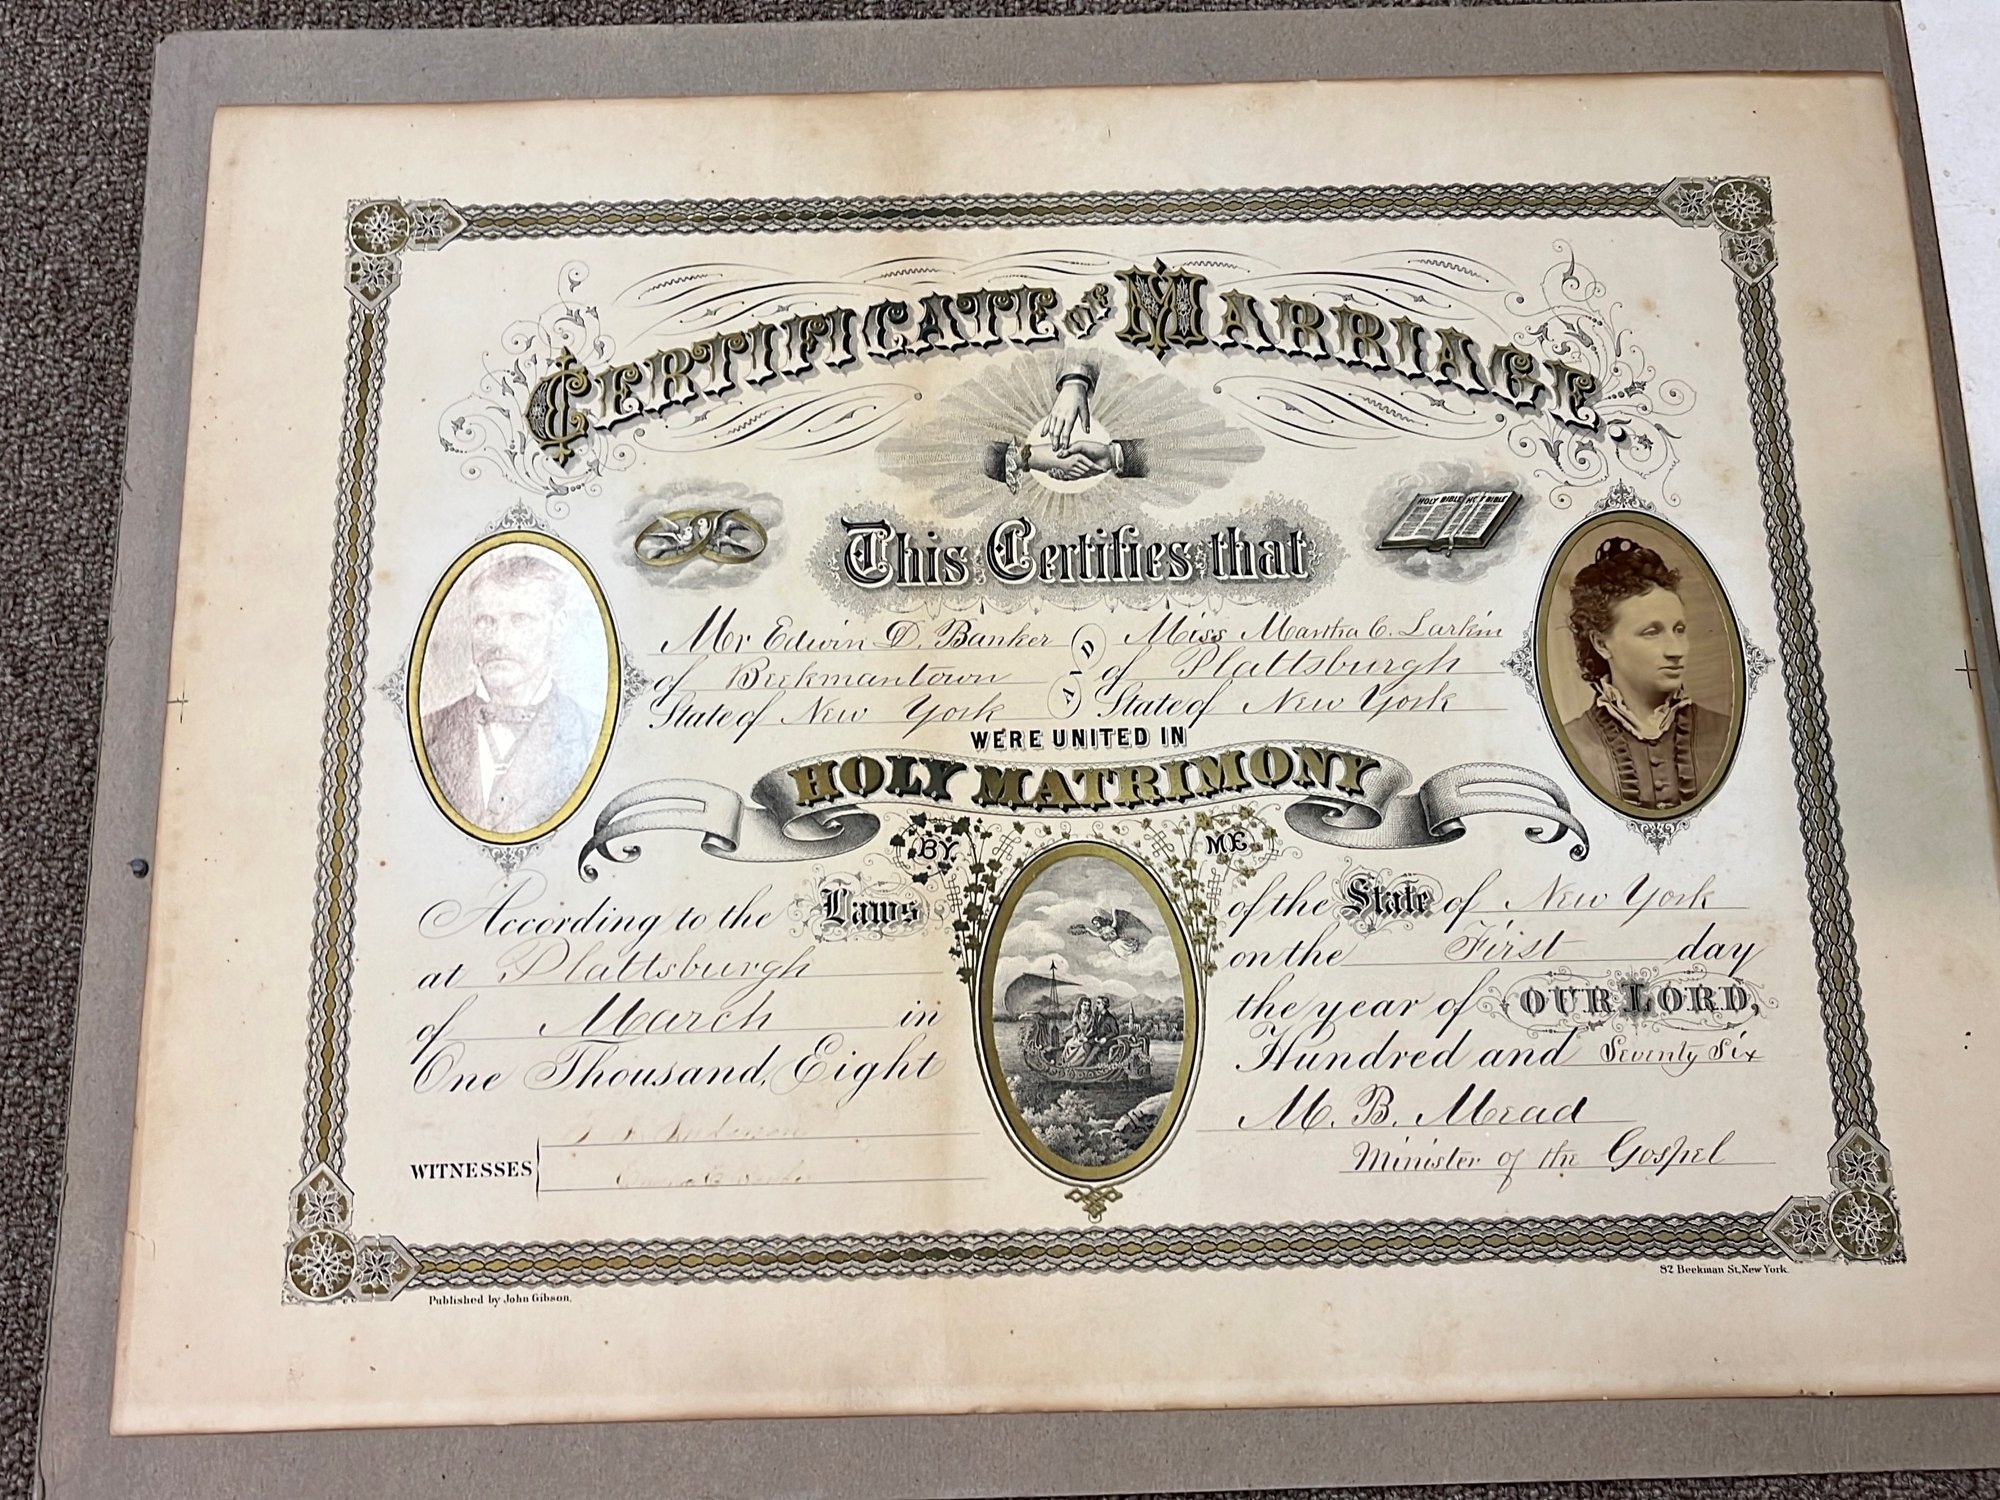 CERTIFICATE OF MARRIAGE
HOLY BIBLE HOLY BIBLE
This Certifies that
Mr Edwin D. Banker AND Miss Martha C. Larkin
of Beekmantown of Plattsburgh
State of New York State of New York
WERE UNITED IN
HOLY MATRIMONY
BY ME
According to the Laws of the State of New York
at Plattsburgh on the First day
of March in the year of OUR LORD,
One Thousand, Eight Hundred and Seventy Six
M. B. Mead
WITNESSES
Minister of the Gospel
Published by John Gibson,
82 Beekman St, New York.